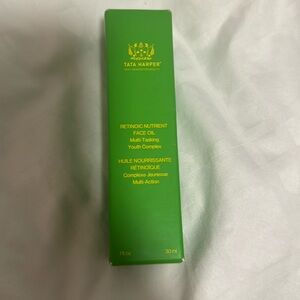 TATA HARPER
RETINOIC NUTRIENT
FACE OIL
Multi-Tasking
Youth Complex
HUILE NOURRISSANTE
RÉTINOÏQUE
Complexe Jeunesse
Multi-Action
30 ml